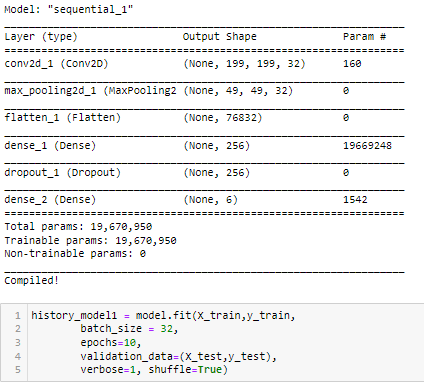 Model: "sequential_1"
Layer (type) Output Shape Param #
conv2d_1 (Conv2D) (None, 199, 199, 32) 160
max_pooling2d_1 (MaxPooling2 (None, 49, 49, 32) 0
flatten_1 (Flatten) (None, 76832) 0
dense_1 (Dense) (None, 256) 19669248
dropout_1 (Dropout) (None, 256) 0
dense_2 (Dense) (None, 6) 1542
Total params: 19,670,950
Trainable params: 19,670,950
Non-trainable params: 0
Compiled!
1 history_model1 = model.fit(X_train,y_train,
2 batch_size = 32,
3 epochs=10,
4 validation_data=(X_test,y_test),
5 verbose=1, shuffle=True)